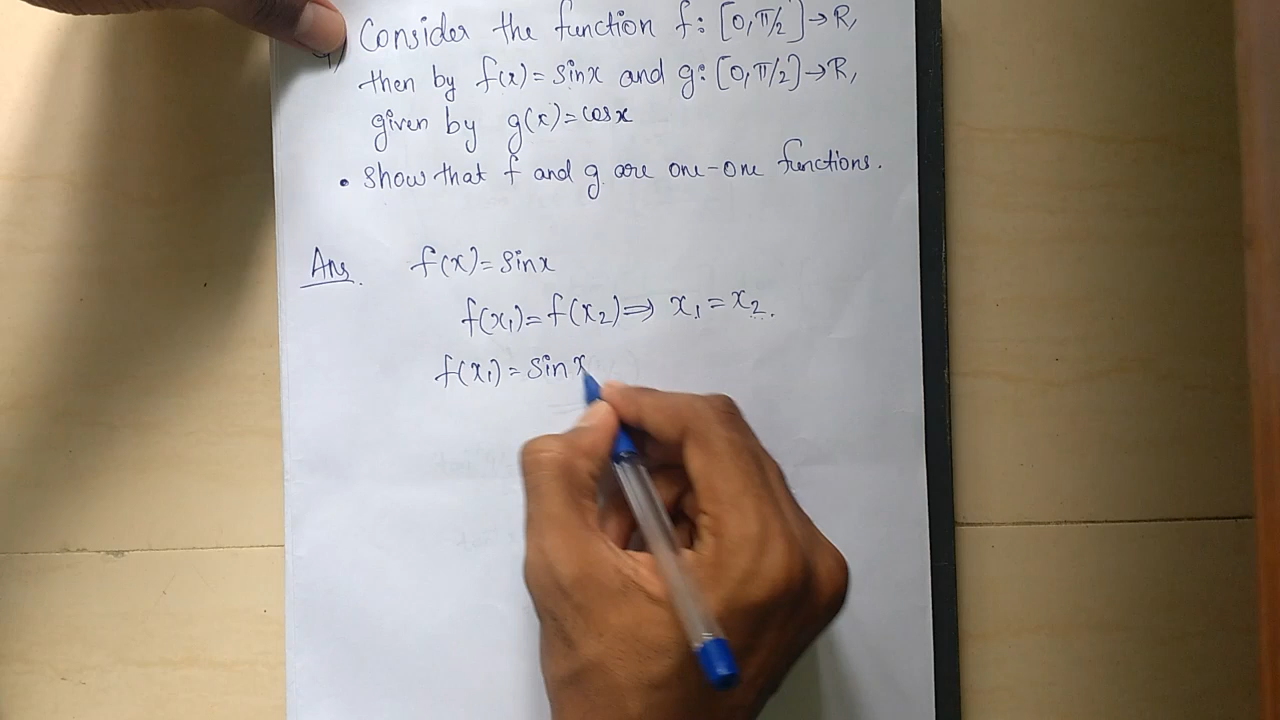 Consider the function f: [0, π/2] → R,
then by f(x) = sinx and g: [0, π/2] → R,
given by g(x) = cosx
• Show that f and g are one-one functions.
Ans. f(x) = sinx
f(x₁) = f(x₂) ⇒ x₁ = x₂.
f(x₁) = sin x